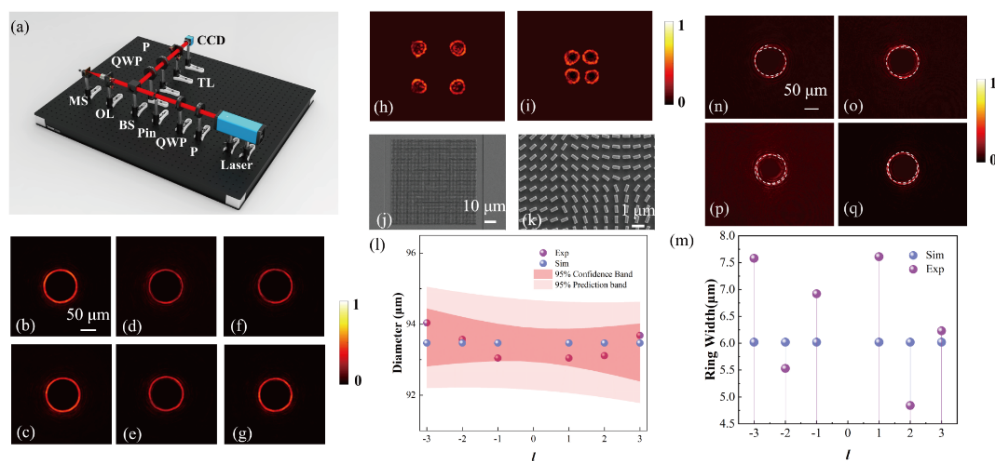 (a)
CCD
P
QWP
TL
MS
OL
BS
Pin
QWP
P
Laser
(b)
50 μm
(d)
(f)
(c)
(e)
(g)
1
0
(h)
(i)
1
0
(j)
10 μm
(k)
1 μm
(l)
Exp
Sim
95% Confidence Band
95% Prediction band
Diameter(μm)
96
94
92
-3
-2
-1
0
1
2
3
l
(n)
50 μm
(o)
(p)
(q)
1
0
(m)
Sim
Exp
Ring Width(μm)
8.0
7.5
7.0
6.5
6.0
5.5
5.0
4.5
-3
-2
-1
0
1
2
3
l